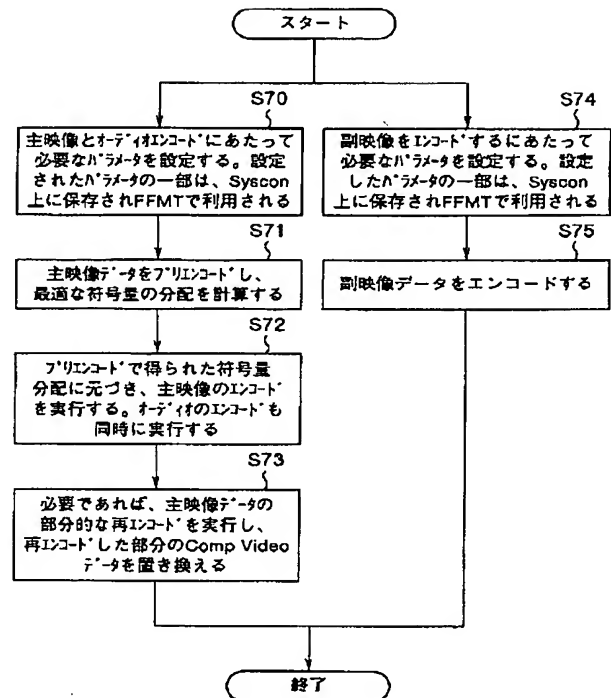 スタート
S70
主映像とオーディオエンコードにあたって
必要なパラメータを設定する。設定
されたパラメータの一部は、Syscon
上に保存されFFMTで利用される
S71
主映像データをプリエンコードし、
最適な符号量の分配を計算する
S72
プリエンコードで得られた符号量
分配に元づき、主映像のエンコード
を実行する。オーディオのエンコードも
同時に実行する
S73
必要であれば、主映像データの
部分的な再エンコードを実行し、
再エンコードした部分のComp Video
データを置き換える
S74
副映像をエンコードするにあたって
必要なパラメータを設定する。設定
したパラメータの一部は、Syscon
上に保存されFFMTで利用される
S75
副映像データをエンコードする
終了